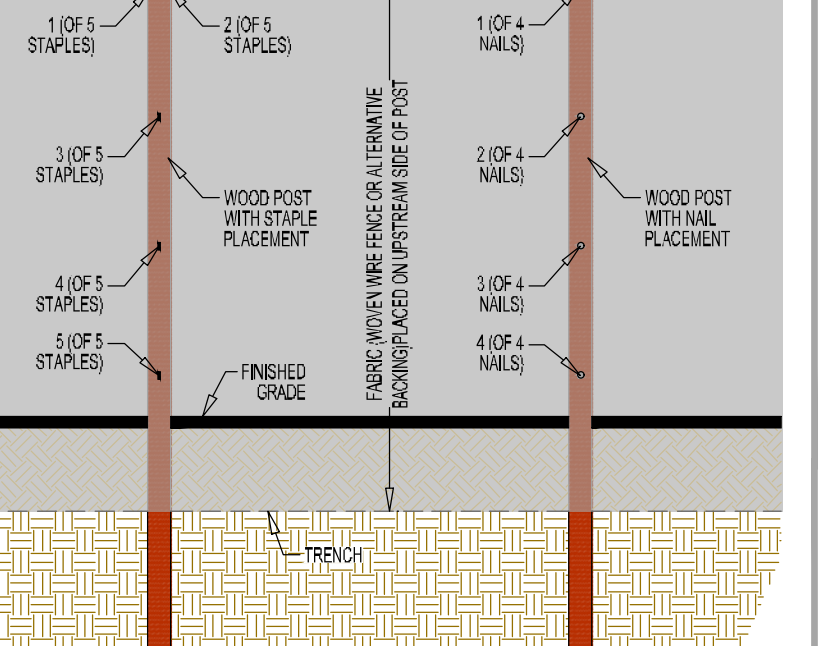 1 (OF 5
STAPLES)
2 (OF 5
STAPLES)
1 (OF 4
NAILS)
3 (OF 5
STAPLES)
2 (OF 4
NAILS)
WOOD POST
WITH STAPLE
PLACEMENT
WOOD POST
WITH NAIL
PLACEMENT
FABRIC (WOVEN WIRE FENCE OR ALTERNATIVE
BACKING)PLACED ON UPSTREAM SIDE OF POST
4 (OF 5
STAPLES)
3 (OF 4
NAILS)
5 (OF 5
STAPLES)
4 (OF 4
NAILS)
FINISHED
GRADE
TRENCH